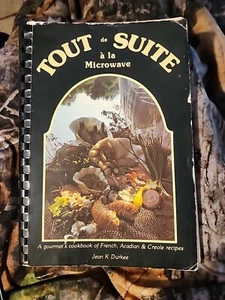 TOUT de SUITE
à la
Microwave
A gourmet's cookbook of French, Acadian & Creole recipes
Jean K. Durkee